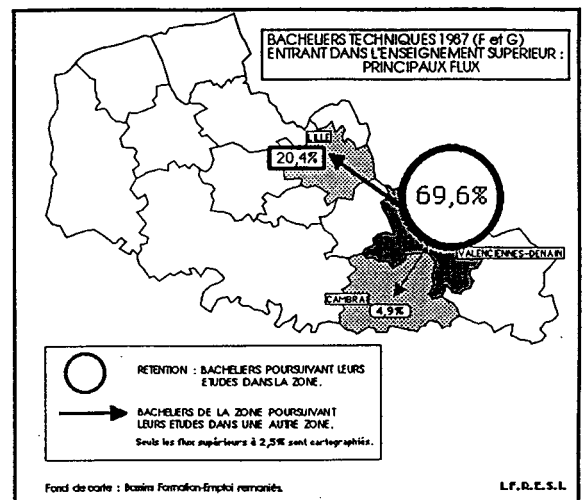 BACHELIERS TECHNIQUES 1987 (F et G)
ENTRANT DANS L'ENSEIGNEMENT SUPERIEUR :
PRINCIPAUX FLUX
LILLE
20,4%
69,6%
VALENCIENNES-DENAIN
CAMBRAI
4,9%
RETENTION : BACHELIERS POURSUIVANT LEURS
ETUDES DANS LA ZONE.
BACHELIERS DE LA ZONE POURSUIVANT
LEURS ETUDES DANS UNE AUTRE ZONE.
Seuls les flux supérieurs à 2,5% sont cartographiés.
Fond de carte : Bassins Formation-Emploi remaniés.
I.F.R.E.S.I.